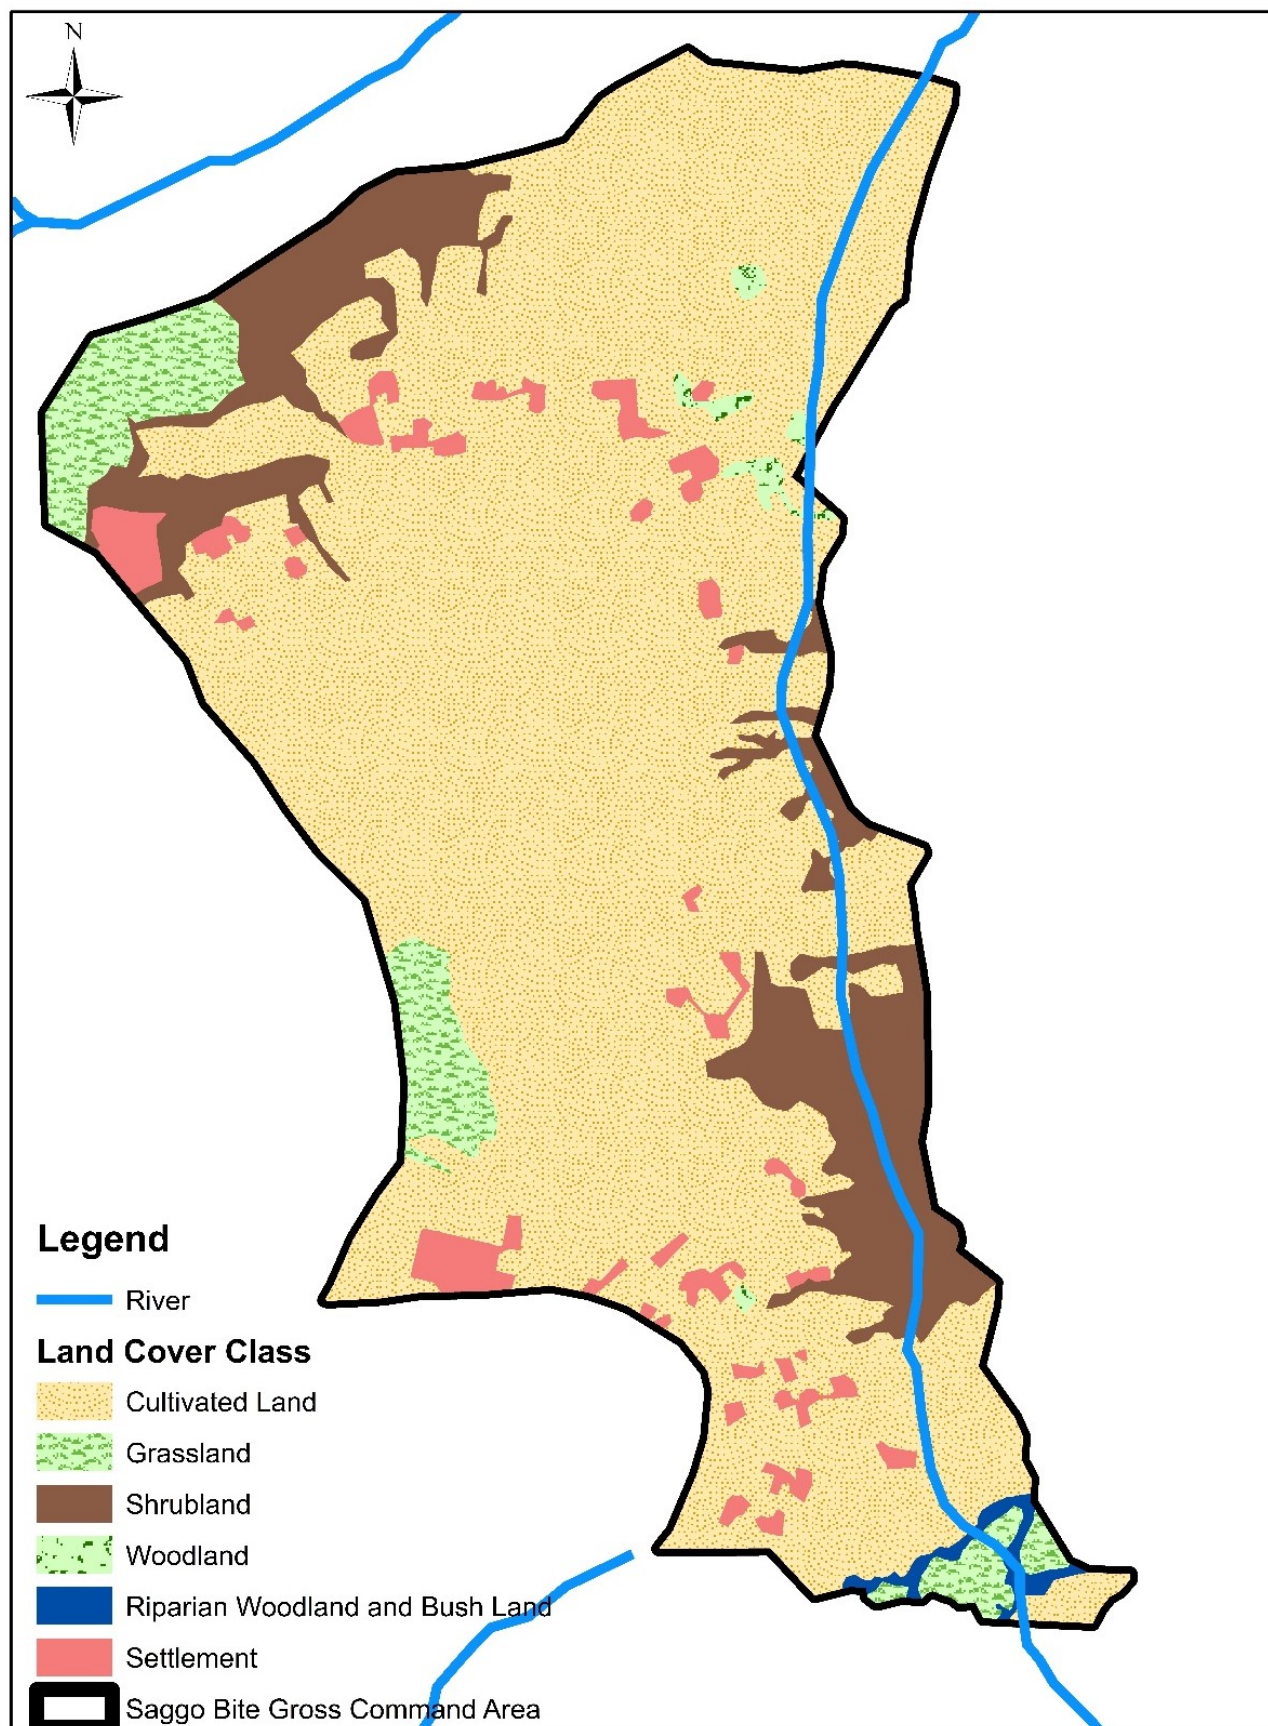 N
Legend
River
Land Cover Class
Cultivated Land
Grassland
Shrubland
Woodland
Riparian Woodland and Bush Land
Settlement
Saggo Bite Gross Command Area